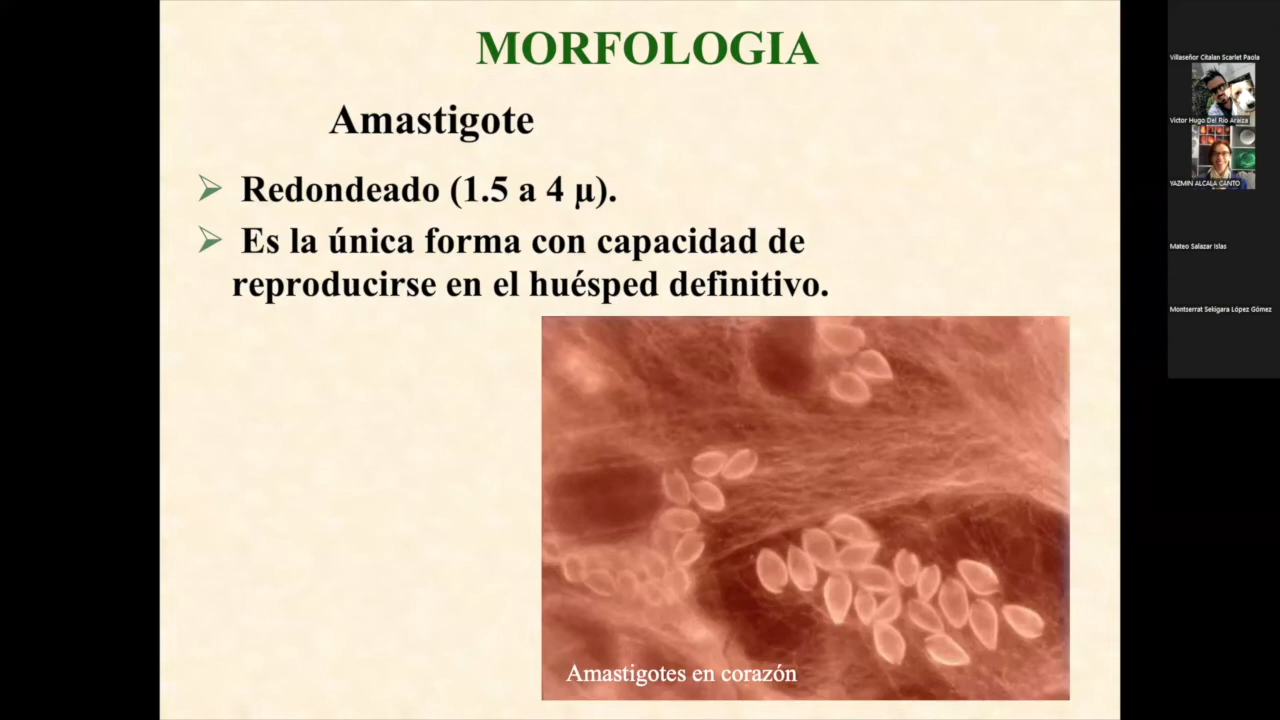 MORFOLOGIA
Amastigote
Redondeado (1.5 a 4 µ).
Es la única forma con capacidad de
reproducirse en el huésped definitivo.
Amastigotes en corazón
Villaseñor Citalan Scarlet Paola
Victor Hugo Del Río Araiza
YAZMIN ALCALA CANTO
Mateo Salazar Islas
Montserrat Sekigara López Gómez